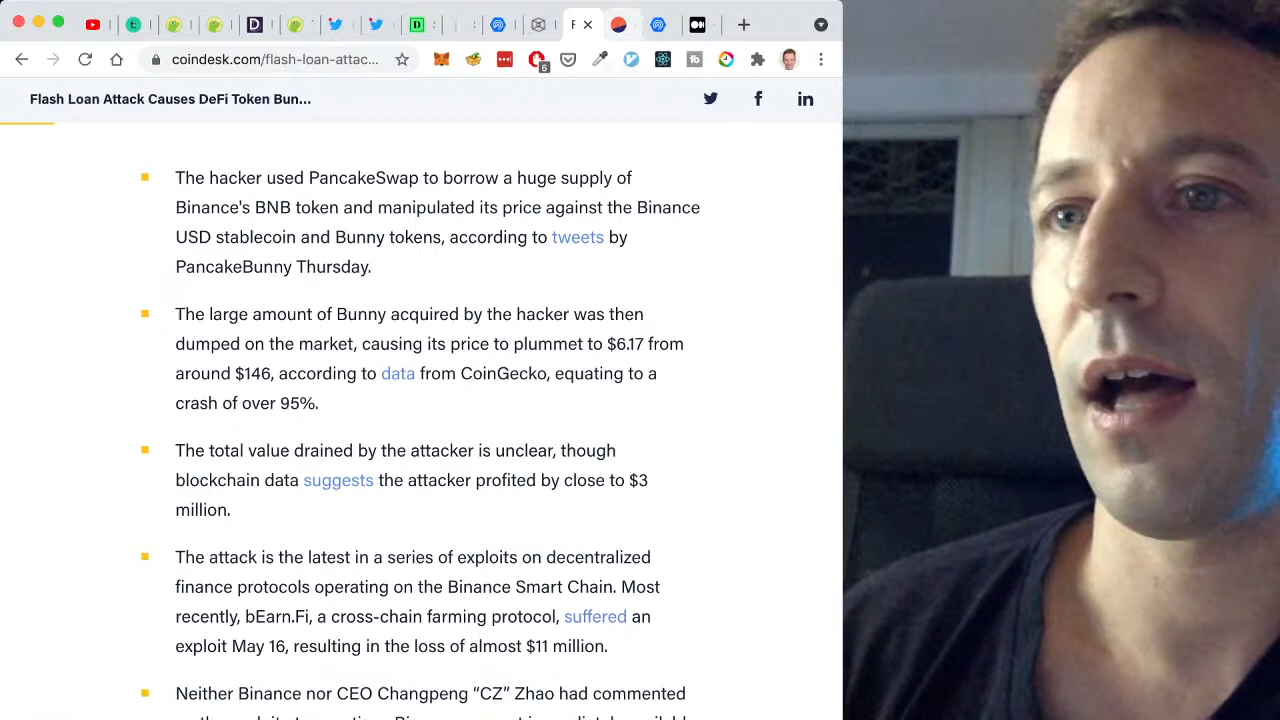 coindesk.com/flash-loan-attac...
6
Flash Loan Attack Causes DeFi Token Bun...
The hacker used PancakeSwap to borrow a huge supply of
Binance's BNB token and manipulated its price against the Binance
USD stablecoin and Bunny tokens, according to tweets by
PancakeBunny Thursday.
The large amount of Bunny acquired by the hacker was then
dumped on the market, causing its price to plummet to $6.17 from
around $146, according to data from CoinGecko, equating to a
crash of over 95%.
The total value drained by the attacker is unclear, though
blockchain data suggests the attacker profited by close to $3
million.
The attack is the latest in a series of exploits on decentralized
finance protocols operating on the Binance Smart Chain. Most
recently, bEarn.Fi, a cross-chain farming protocol, suffered an
exploit May 16, resulting in the loss of almost $11 million.
Neither Binance nor CEO Changpeng “CZ” Zhao had commented